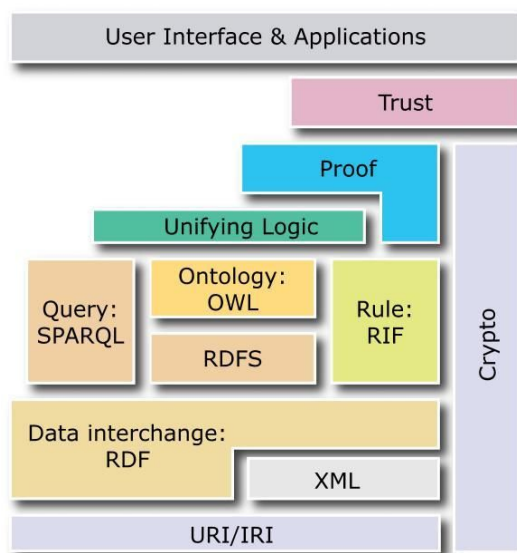 User Interface & Applications
Trust
Proof
Unifying Logic
Query:
SPARQL
Ontology:
OWL
RDFS
Rule:
RIF
Crypto
Data interchange:
RDF
XML
URI/IRI